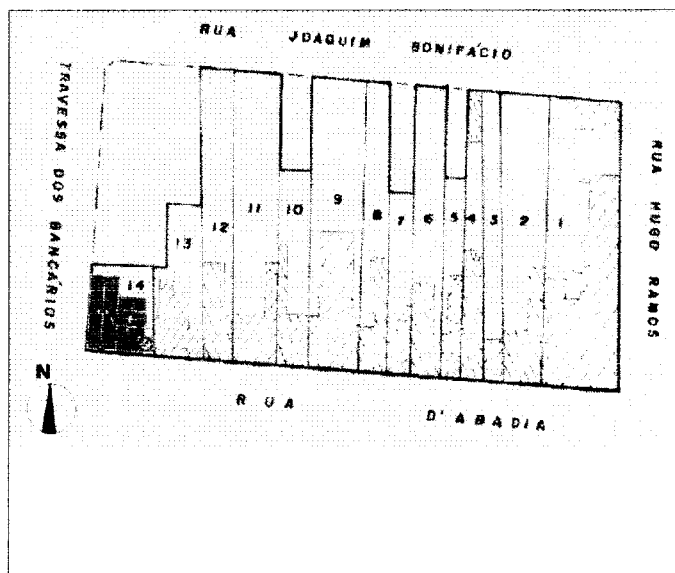 RUA JOAQUIM BONIFÁCIO
TRAVESSA DOS BANCÁRIOS
RUA HUGO RAMOS
14
13
12
11
10
9
8
7
6
5
4
3
2
1
N
RUA D'ABADIA